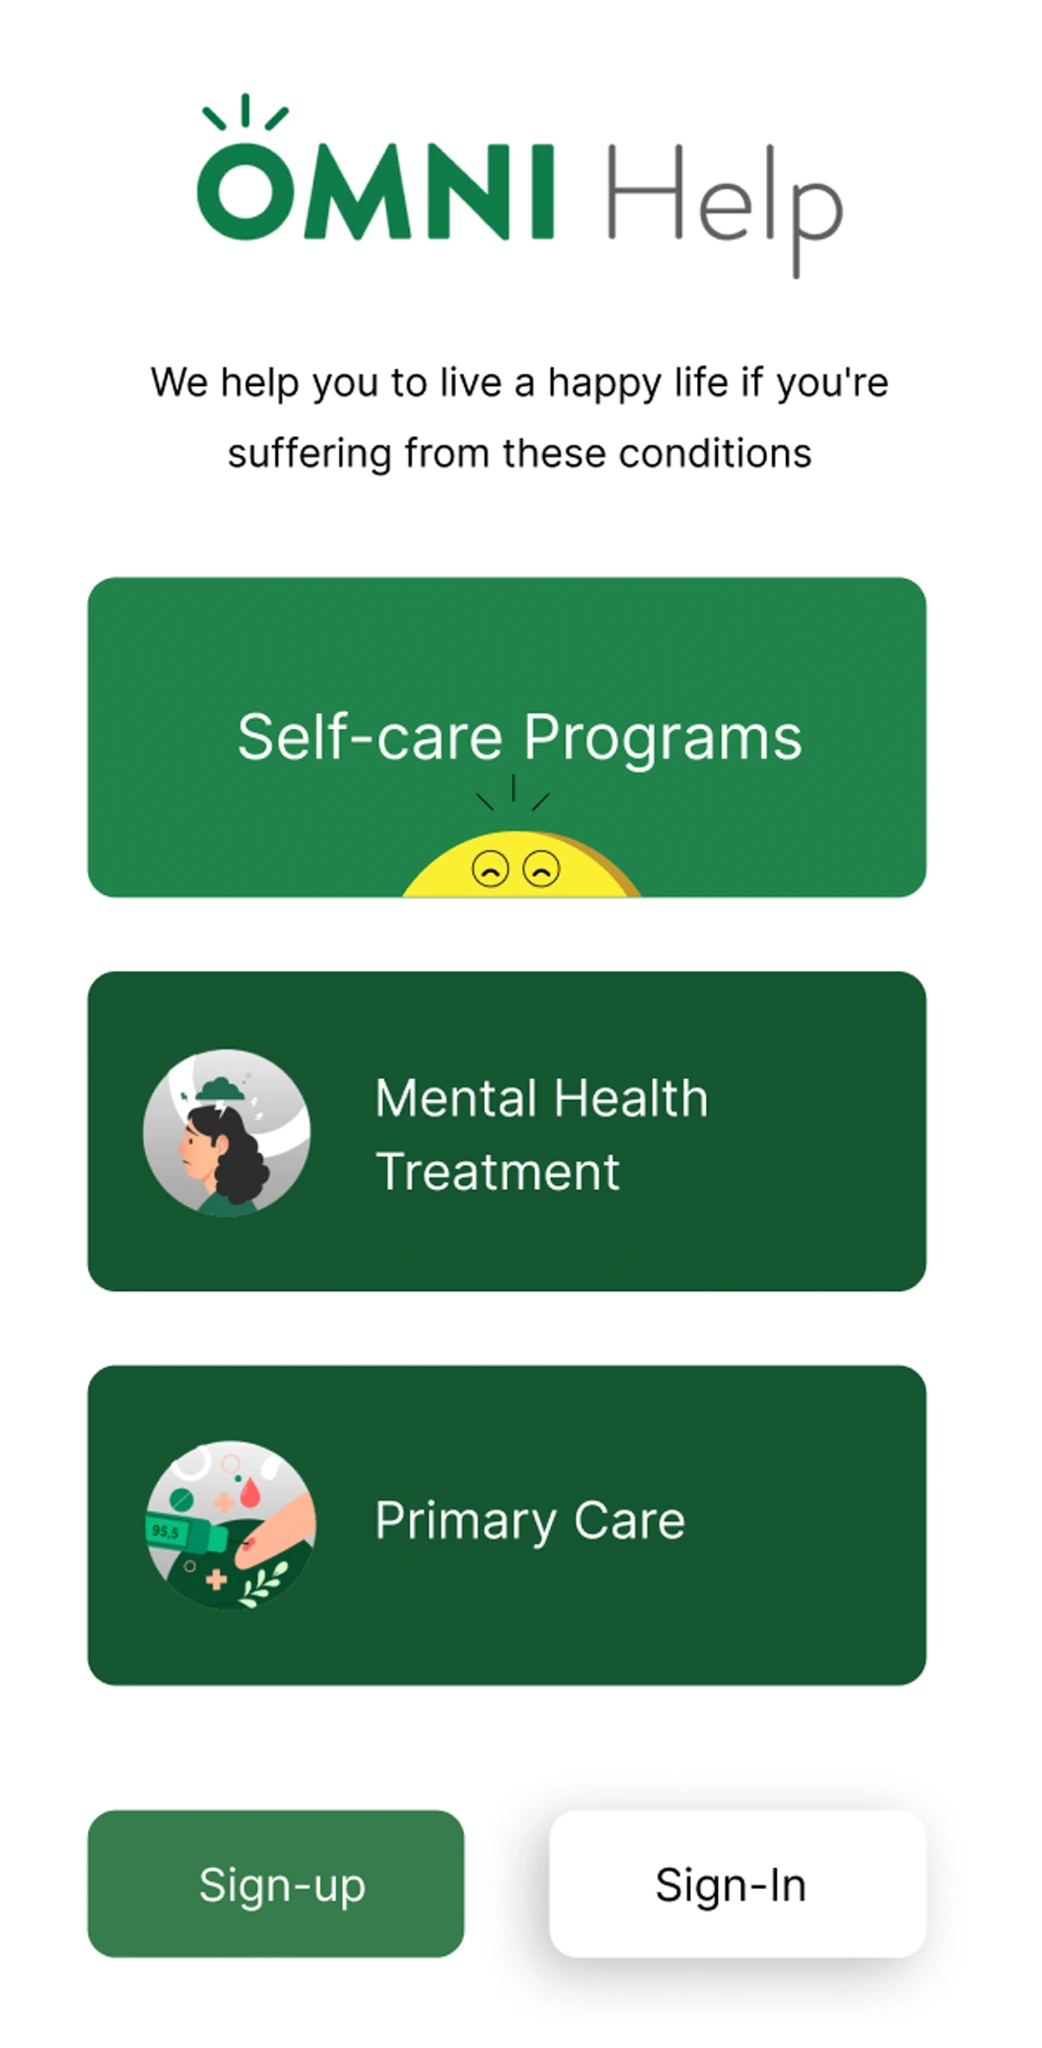 OMNI Help
We help you to live a happy life if you're
suffering from these conditions
Self-care Programs
Mental Health
Treatment
95,5
Primary Care
Sign-up
Sign-In